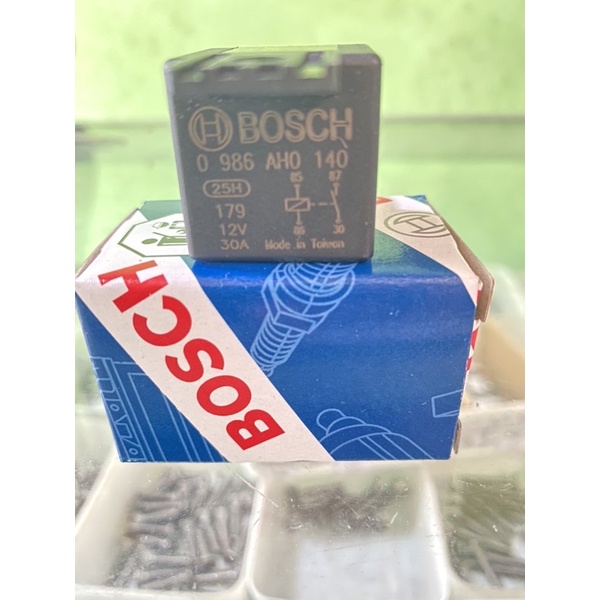 BOSCH
0 986 AH0 140
25H
85 87
179
12V
86 30
30A Made in Taiwan
BOSCH